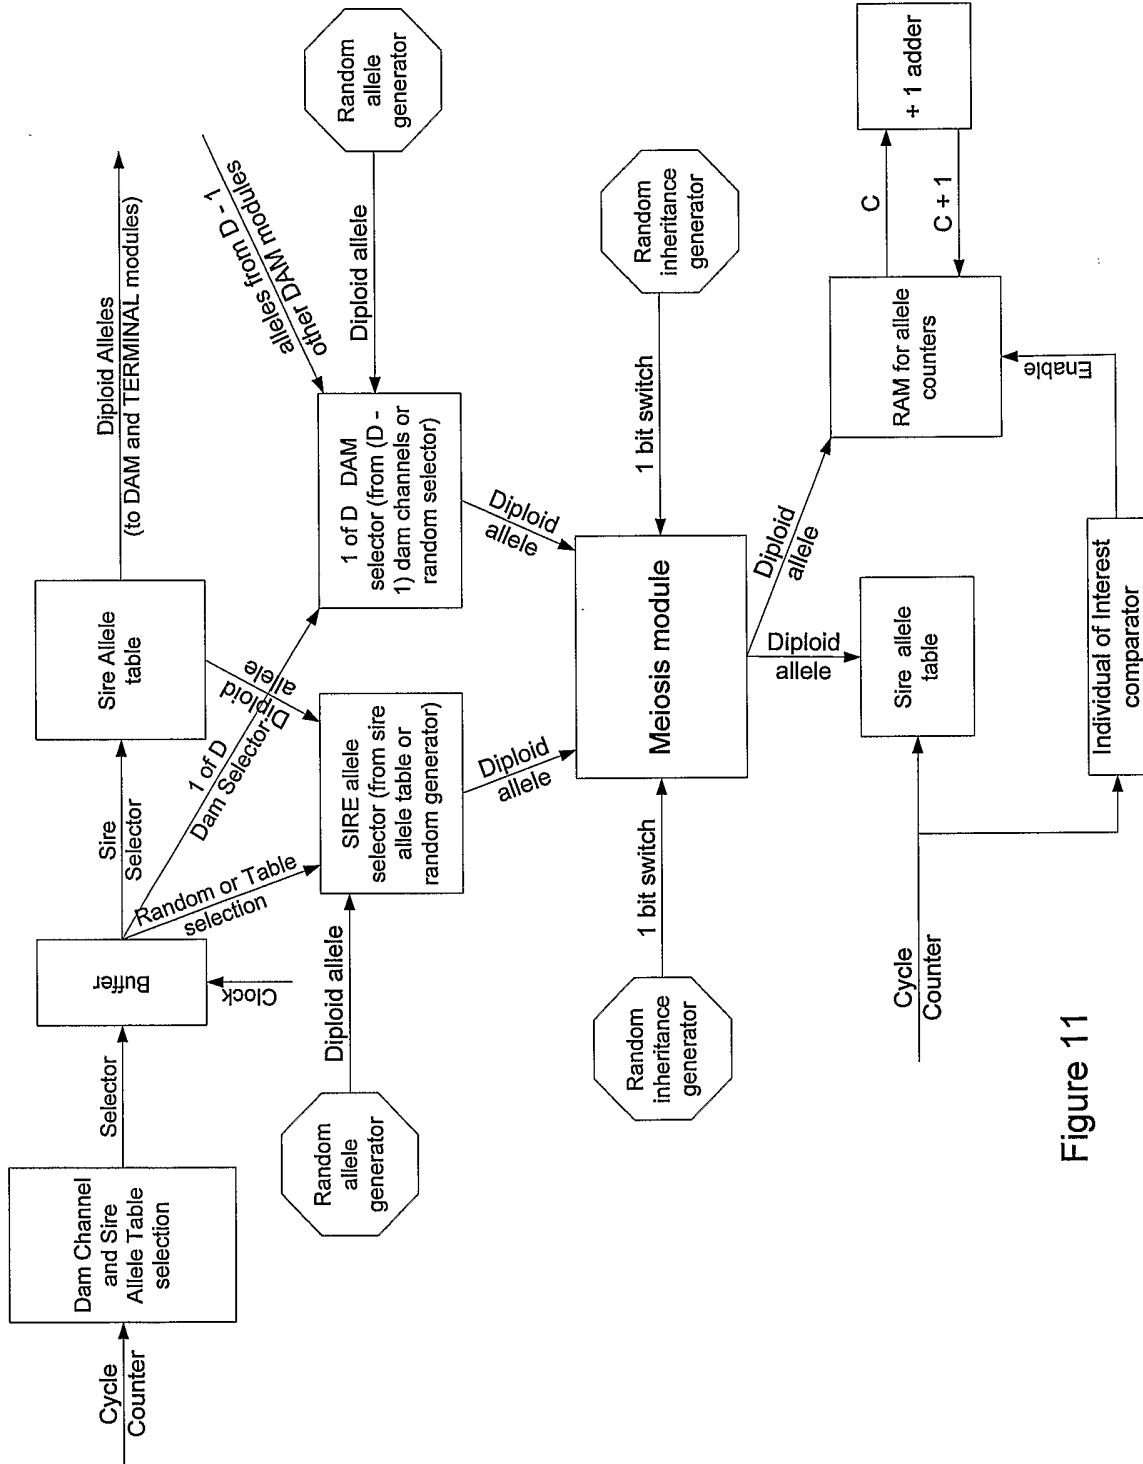 Cycle
Counter
Dam Channel
and Sire
Allele Table
selection
Selector
Buffer
Clock
Sire
Selector
Sire Allele
table
Diploid Alleles
(to DAM and TERMINAL modules)
1 of D
Dam Selector
Random or Table
selection
Diploid
allele
alleles from D - 1
other DAM modules
Random
allele
generator
Diploid allele
SIRE allele
selector (from sire
allele table or
random generator)
1 of D DAM
selector (from (D -
1) dam channels or
random selector)
Diploid allele
Random
allele
generator
Diploid
allele
Diploid
allele
Random
inheritance
generator
1 bit switch
Meiosis module
1 bit switch
Random
inheritance
generator
Diploid
allele
Diploid
allele
Cycle
Counter
Sire allele
table
RAM for allele
counters
C
C + 1
+ 1 adder
Enable
Individual of Interest
comparator
Figure 11